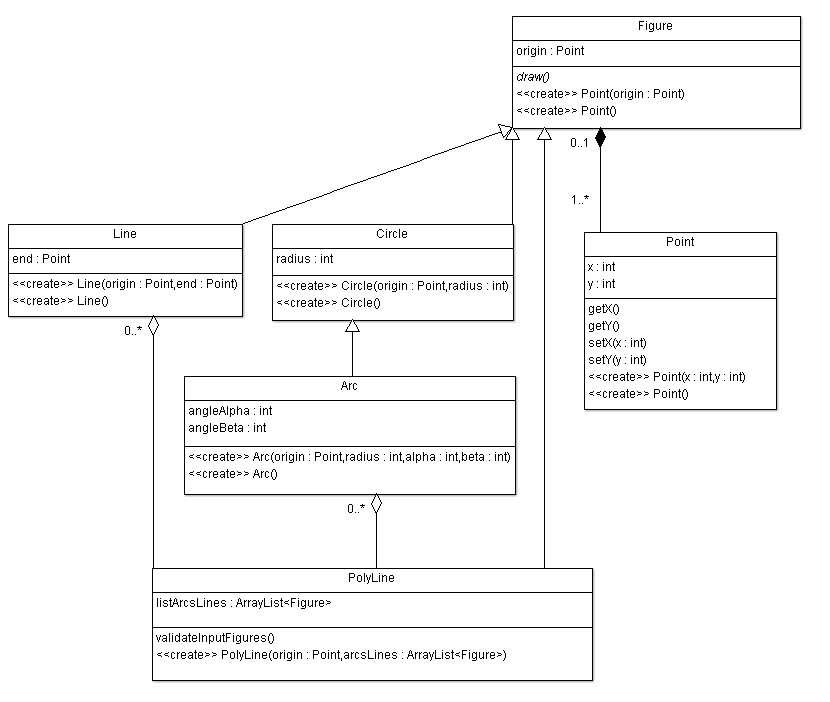 Figure
origin : Point
draw()
<<create>> Point(origin : Point)
<<create>> Point()
0..1
1..*
Line
end : Point
<<create>> Line(origin : Point,end : Point)
<<create>> Line()
0..*
Circle
radius : int
<<create>> Circle(origin : Point,radius : int)
<<create>> Circle()
Point
x : int
y : int
getX()
getY()
setX(x : int)
setY(y : int)
<<create>> Point(x : int,y : int)
<<create>> Point()
Arc
angleAlpha : int
angleBeta : int
<<create>> Arc(origin : Point,radius : int,alpha : int,beta : int)
<<create>> Arc()
0..*
PolyLine
listArcsLines : ArrayList<Figure>
validateInputFigures()
<<create>> PolyLine(origin : Point,arcsLines : ArrayList<Figure>)